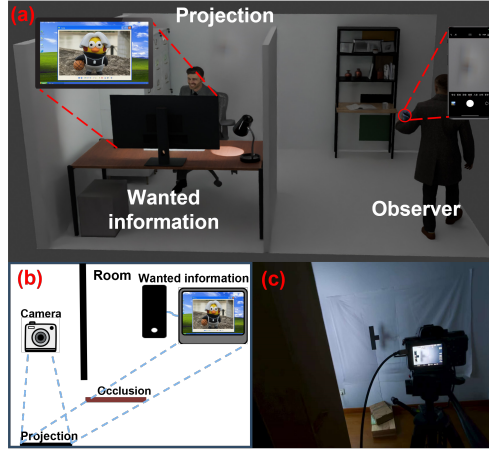 (a)
Projection
Wanted
information
Observer
(b)
Room
Wanted information
Camera
Occlusion
Projection
(c)